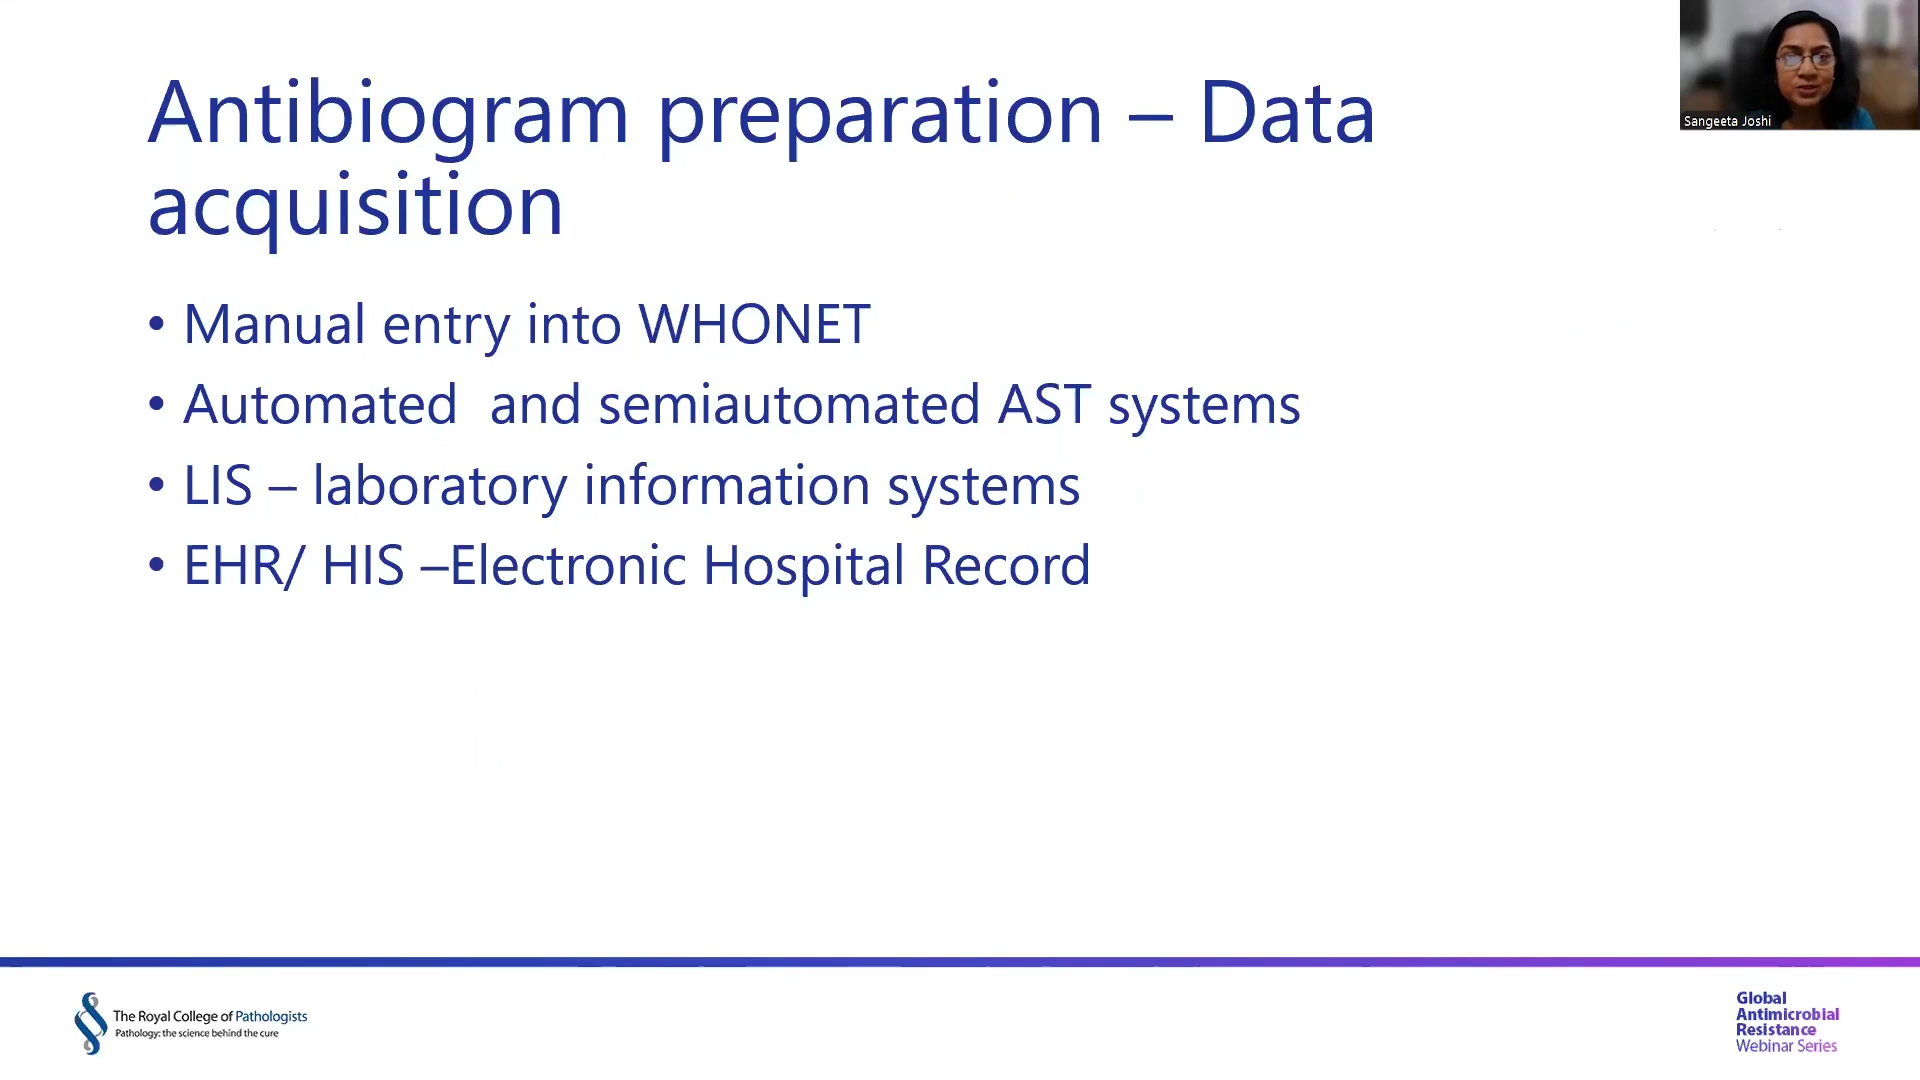 Antibiogram preparation – Data
acquisition
• Manual entry into WHONET
• Automated  and semiautomated AST systems
• LIS – laboratory information systems
• EHR/ HIS –Electronic Hospital Record
Sangeeta Joshi
The Royal College of Pathologists
Pathology: the science behind the cure
Global
Antimicrobial
Resistance
Webinar Series